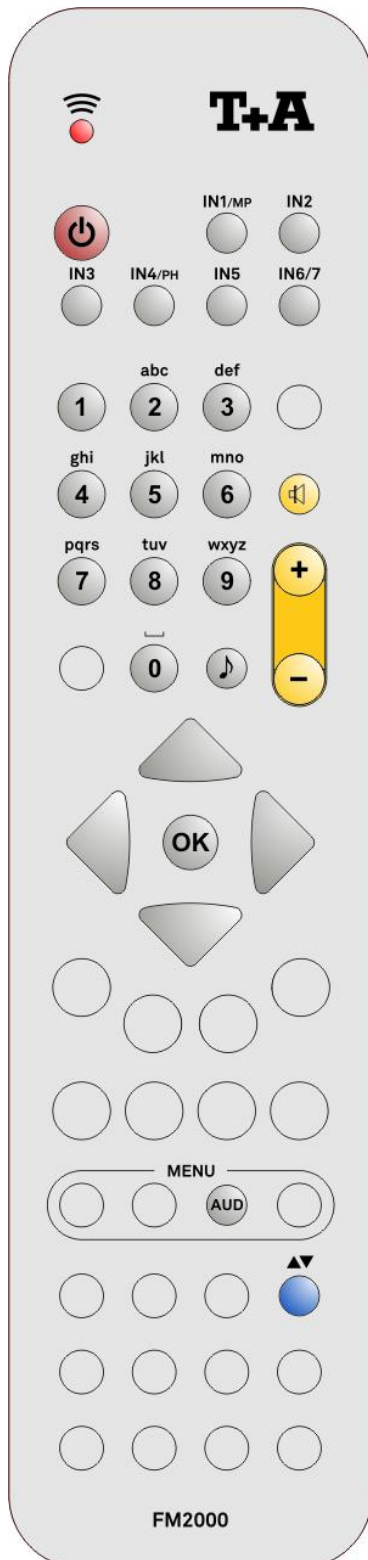 T+A
IN1/MP IN2
IN3 IN4/PH IN5 IN6/7
abc def
1 2 3
ghi jkl mno
4 5 6
pqrs tuv wxyz
7 8 9
+
0
−
OK
MENU
AUD
FM2000